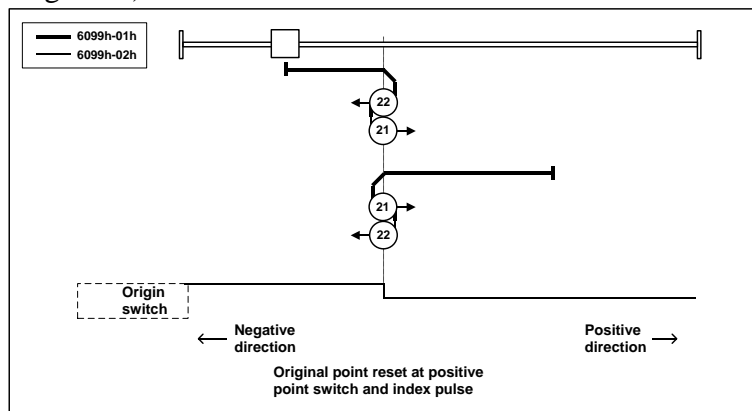 6099h-01h
6099h-02h
22
21
21
22
Origin
switch
Negative
direction
Positive
direction
Original point reset at positive
point switch and index pulse